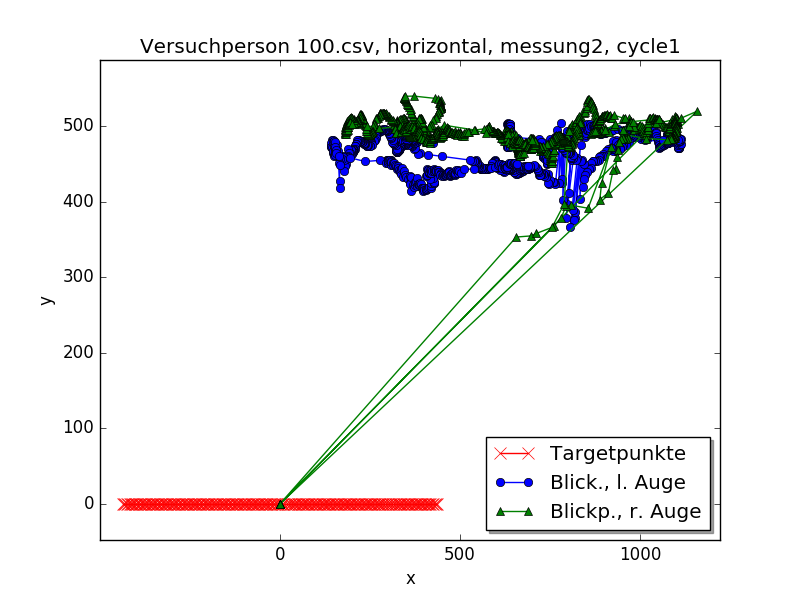 Versuchperson 100.csv, horizontal, messung2, cycle1
500
400
300
200
100
0
y
0 500 1000
x
Targetpunkte
Blick., l. Auge
Blickp., r. Auge